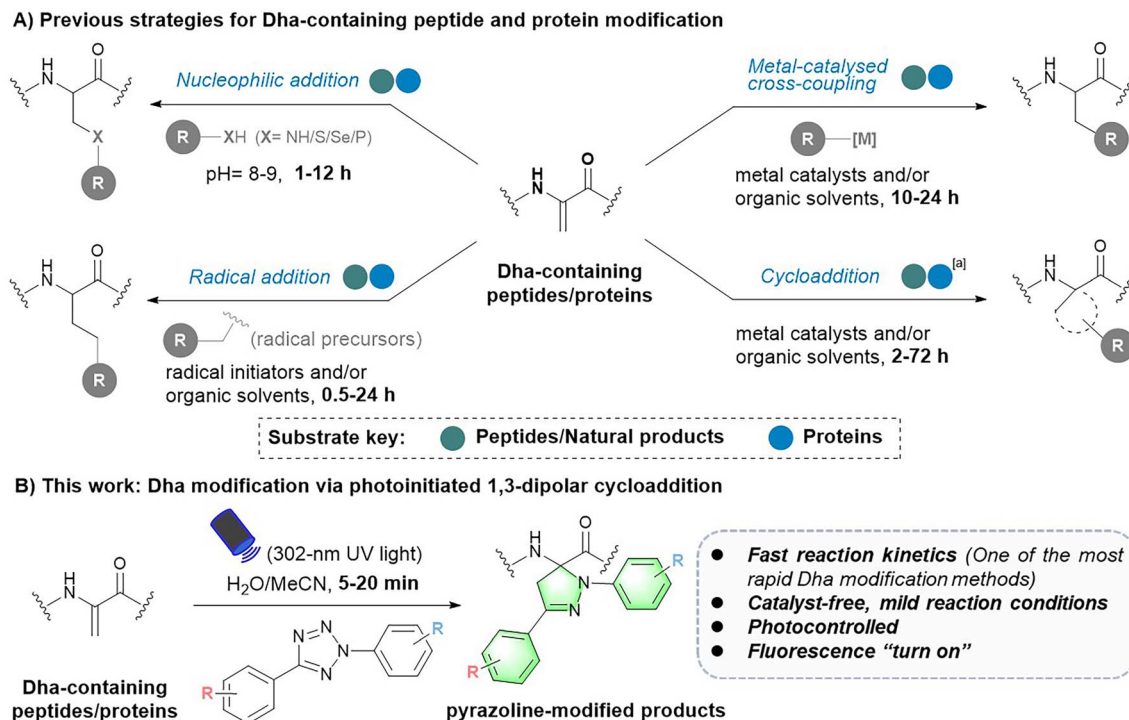 A) Previous strategies for Dha-containing peptide and protein modification
H
N
O
X
R
Nucleophilic addition
R XH (X= NH/S/Se/P)
pH= 8-9, 1-12 h
Metal-catalysed
cross-coupling
R [M]
metal catalysts and/or
organic solvents, 10-24 h
H
N
O
R
H
N
O
Dha-containing
peptides/proteins
H
N
O
R
Radical addition
R (radical precursors)
radical initiators and/or
organic solvents, 0.5-24 h
Cycloaddition
[a]
metal catalysts and/or
organic solvents, 2-72 h
H
N
O
R
Substrate key: Peptides/Natural products Proteins
B) This work: Dha modification via photoinitiated 1,3-dipolar cycloaddition
H
N
O
Dha-containing
peptides/proteins
(302-nm UV light)
H2O/MeCN, 5-20 min
N N
N N
R
R
H
N
O
N
N
R
R
pyrazoline-modified products
● Fast reaction kinetics (One of the most
rapid Dha modification methods)
● Catalyst-free, mild reaction conditions
● Photocontrolled
● Fluorescence “turn on”